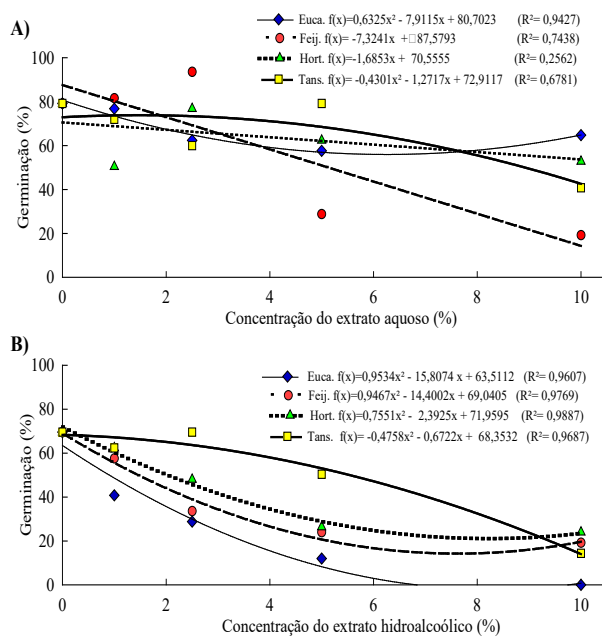 A)
Euca. f(x)=0,6325x² - 7,9115x + 80,7023 (R²= 0,9427)
Feij. f(x)= -7,3241x + □87,5793 (R²= 0,7438)
Hort. f(x)=-1,6853x + 70,5555 (R²= 0,2562)
Tans. f(x)= -0,4301x² - 1,2717x + 72,9117 (R²= 0,6781)
Germinação (%)
100
80
60
40
20
0
0 2 4 6 8 10
Concentração do extrato aquoso (%)
B)
Euca. f(x)=0,9534x² - 15,8074 x + 63,5112 (R²= 0,9607)
Feij. f(x)=0,9467x² - 14,4002x + 69,0405 (R²= 0,9769)
Hort. f(x)=0,7551x² - 2,3925x + 71,9595 (R²= 0,9887)
Tans. f(x)= -0,4758x² - 0,6722x + 68,3532 (R²= 0,9687)
Germinação (%)
100
80
60
40
20
0
0 2 4 6 8 10
Concentração do extrato hidroalcoólico (%)